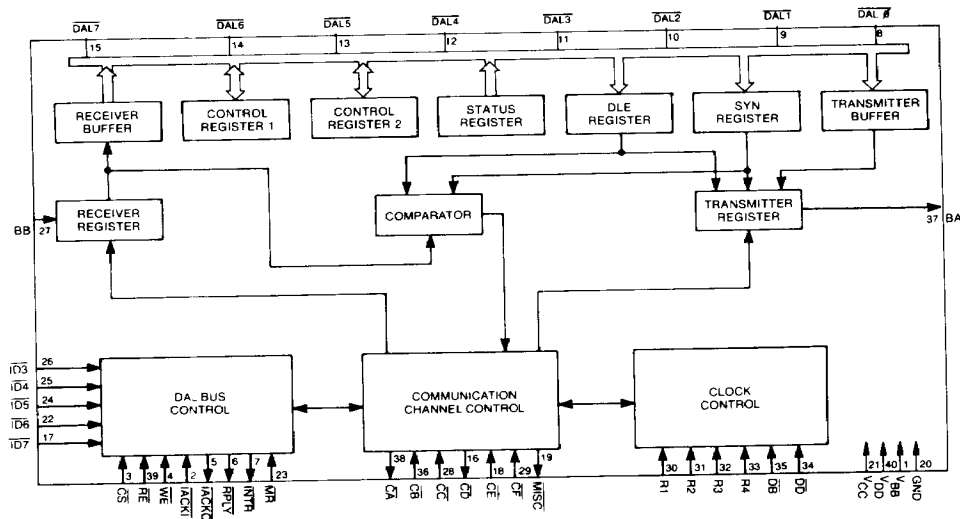 DAL7 DAL6 DAL5 DAL4 DAL3 DAL2 DAL1 DAL Ø
15 14 13 12 11 10 9 8
RECEIVER BUFFER
CONTROL REGISTER 1
CONTROL REGISTER 2
STATUS REGISTER
DLE REGISTER
SYN REGISTER
TRANSMITTER BUFFER
BB 27
RECEIVER REGISTER
COMPARATOR
TRANSMITTER REGISTER
37 BA
ID3 26
ID4 25
ID5 24
ID6 22
ID7 17
DAL BUS CONTROL
COMMUNICATION CHANNEL CONTROL
CLOCK CONTROL
3 39 4 2 5 6 7 23
CS RE WE IACKI IACKO RPLY INTR MR
38 36 28 16 18 29 19
CA CB CC CD CE CF MISC
30 31 32 33 35 34
R1 R2 R3 R4 DB DD
21 40 1 20
VCC VDD VBB GND